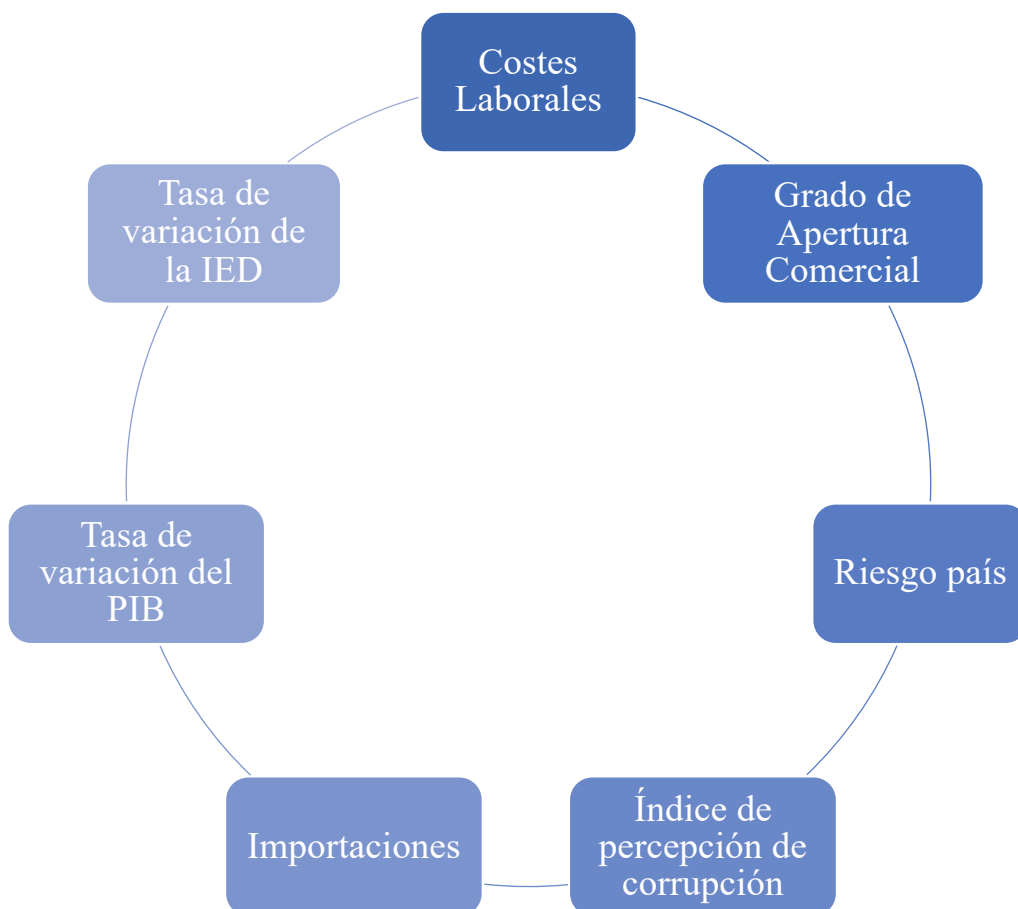 Costes
Laborales
Grado de
Apertura
Comercial
Riesgo país
Índice de
percepción de
corrupción
Importaciones
Tasa de
variación del
PIB
Tasa de
variación de
la IED